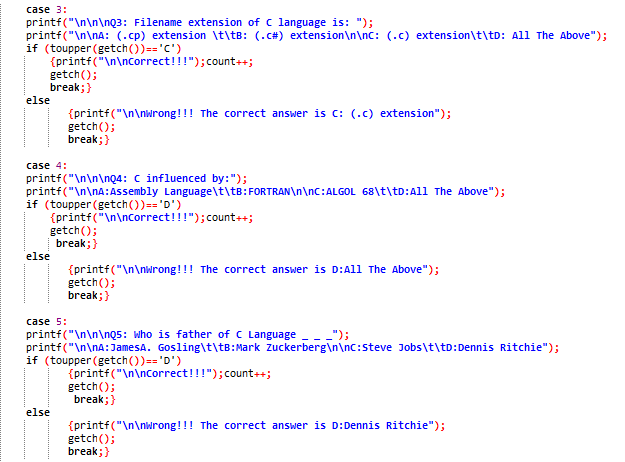 case 3:
printf("\n\n\nQ3: Filename extension of C language is: ");
printf("\n\nA: (.cp) extension \t\tB: (.c#) extension\n\nC: (.c) extension\t\tD: All The Above");
if (toupper(getch())=='C')
{printf("\n\nCorrect!!!");count++;
getch();
break;}
else
{printf("\n\nWrong!!! The correct answer is C: (.c) extension");
getch();
break;}
case 4:
printf("\n\n\nQ4: C influenced by:");
printf("\n\nA:Assembly Language\t\tB:FORTRAN\n\nC:ALGOL 68\t\tD:All The Above");
if (toupper(getch())=='D')
{printf("\n\nCorrect!!!");count++;
getch();
break;}
else
{printf("\n\nWrong!!! The correct answer is D:All The Above");
getch();
break;}
case 5:
printf("\n\n\nQ5: Who is father of C Language _ _ _");
printf("\n\nA:JamesA. Gosling\t\tB:Mark Zuckerberg\n\nC:Steve Jobs\t\tD:Dennis Ritchie");
if (toupper(getch())=='D')
{printf("\n\nCorrect!!!");count++;
getch();
break;}
else
{printf("\n\nWrong!!! The correct answer is D:Dennis Ritchie");
getch();
break;}